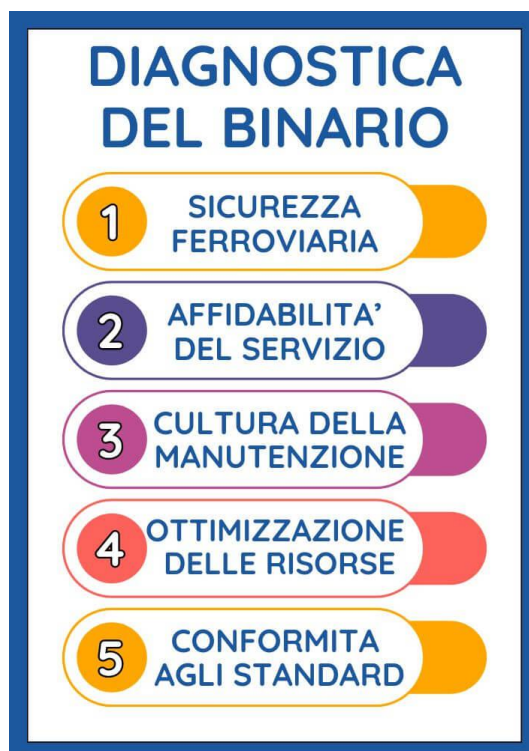 DIAGNOSTICA
DEL BINARIO
1
SICUREZZA
FERROVIARIA
2
AFFIDABILITA'
DEL SERVIZIO
3
CULTURA DELLA
MANUTENZIONE
4
OTTIMIZZAZIONE
DELLE RISORSE
5
CONFORMITA
AGLI STANDARD